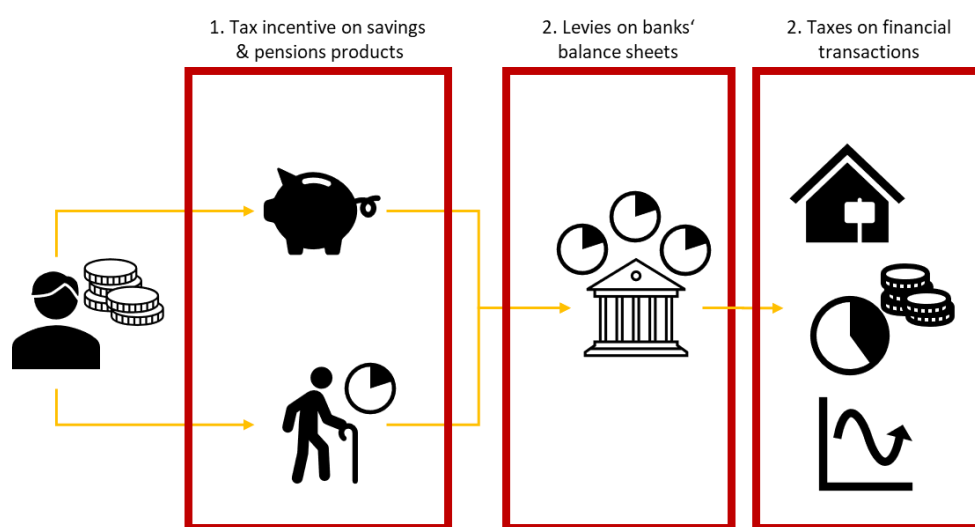 1. Tax incentive on savings
& pensions products
2. Levies on banks‘
balance sheets
2. Taxes on financial
transactions